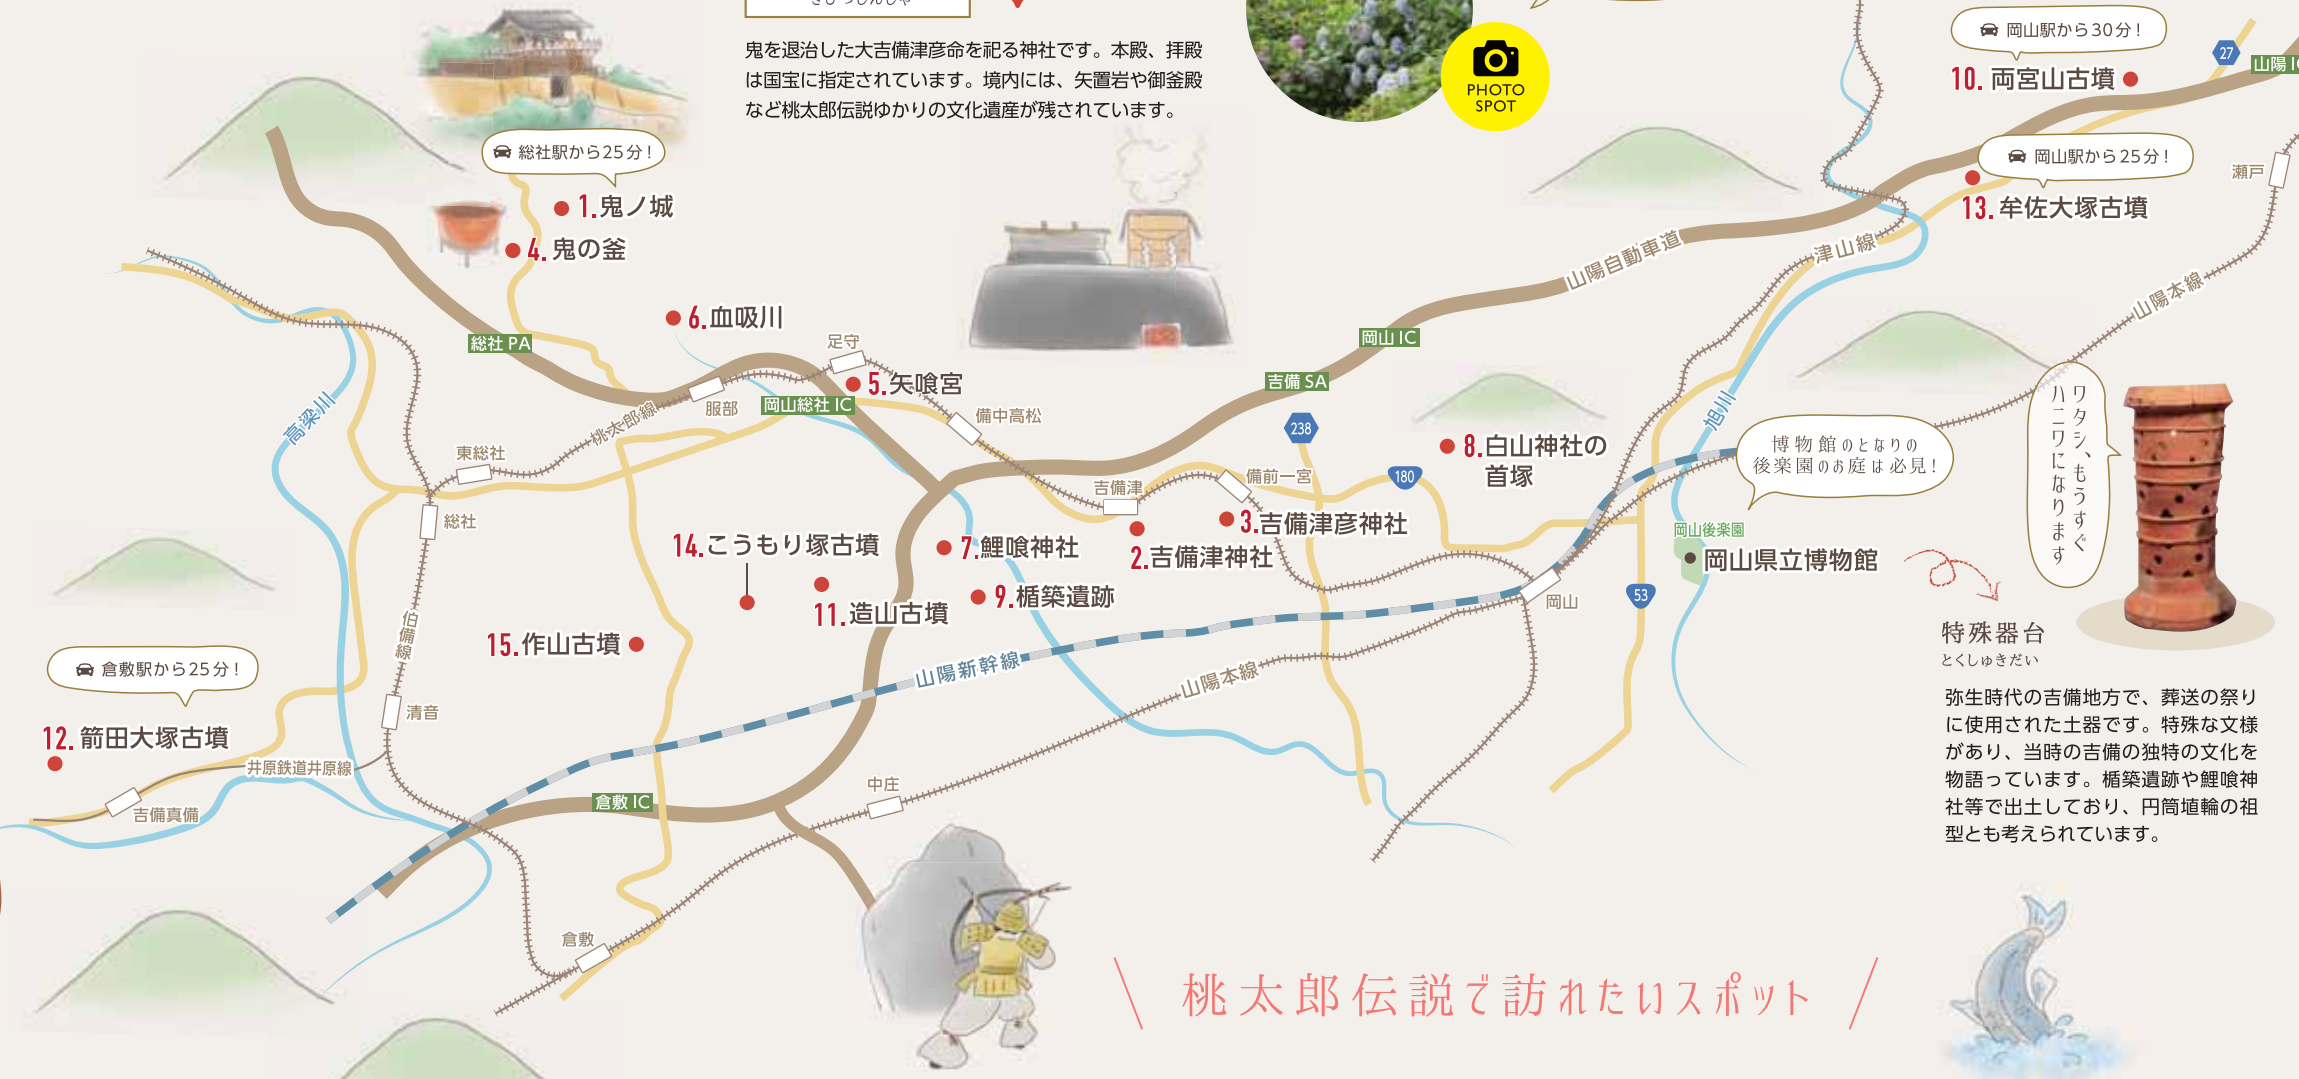 鬼を退治した大吉備津彦命を祀る神社です。本殿、拝殿
は国宝に指定されています。境内には、矢置岩や御釜殿
など桃太郎伝説ゆかりの文化遺産が残されています。
PHOTO
SPOT
岡山駅から30分！
10. 両宮山古墳
27
山陽 I
総社駅から25分！
1. 鬼ノ城
4. 鬼の釜
岡山駅から25分！
13. 牟佐大塚古墳
瀬戸
山陽自動車道
津山線
山陽本線
6. 血吸川
総社 PA
足守
5. 矢喰宮
服部
岡山総社 IC
備中高松
岡山 IC
吉備 SA
238
高梁川
桃太郎線
東総社
総社
旭川
8. 白山神社の
首塚
180
博物館のとなりの
後楽園のお庭は必見！
ワタシ、もうすぐ
ハニワになります
吉備津
備前一宮
3. 吉備津彦神社
2. 吉備津神社
14. こうもり塚古墳
7. 鯉喰神社
9. 楯築遺跡
11. 造山古墳
15. 作山古墳
岡山後楽園
岡山県立博物館
岡山
53
伯備線
倉敷駅から25分！
12. 箭田大塚古墳
清音
井原鉄道井原線
吉備真備
山陽新幹線
山陽本線
中庄
倉敷 IC
倉敷
特殊器台
とくしゅきだい
弥生時代の吉備地方で、葬送の祭り
に使用された土器です。特殊な文様
があり、当時の吉備の独特の文化を
物語っています。楯築遺跡や鯉喰神
社等で出土しており、円筒埴輪の祖
型とも考えられています。
桃太郎伝説で訪れたいスポット